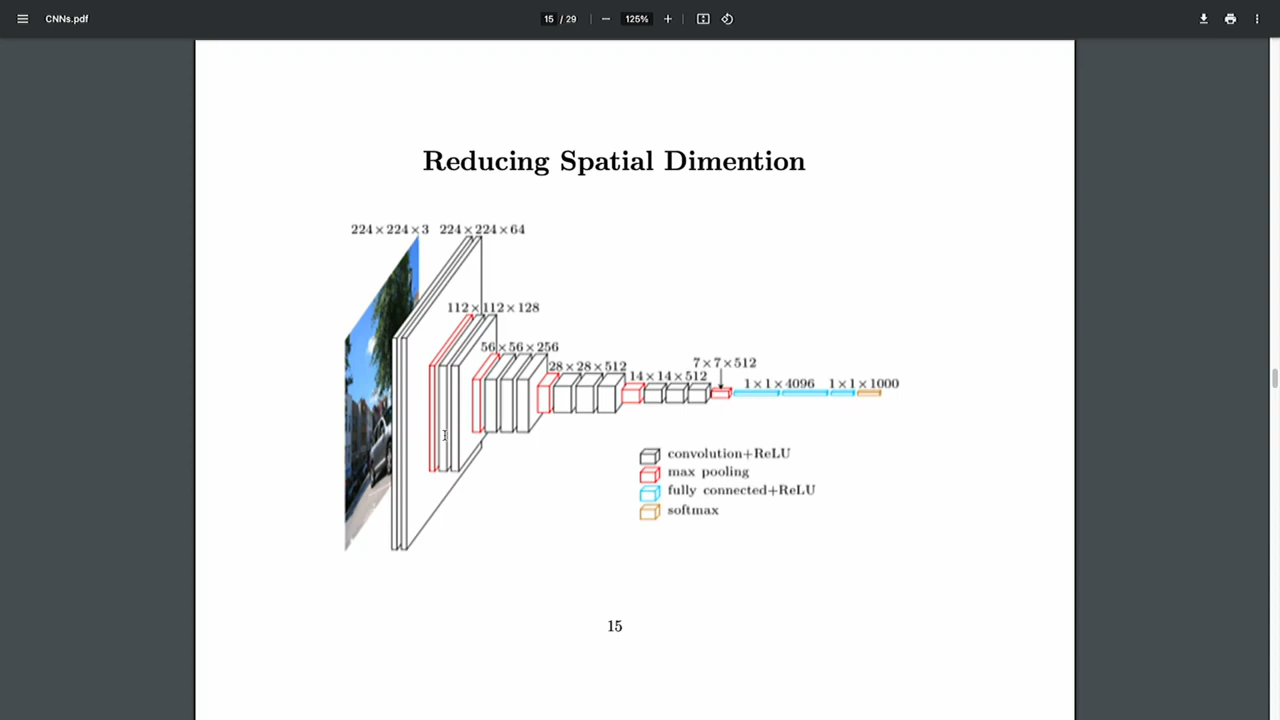 CNNs.pdf
15 / 29
125%
Reducing Spatial Dimention
224×224×3 224×224×64
112×112×128
56×56×256
28×28×512
14×14×512
7×7×512
1×1×4096
1×1×1000
convolution+ReLU
max pooling
fully connected+ReLU
softmax
15